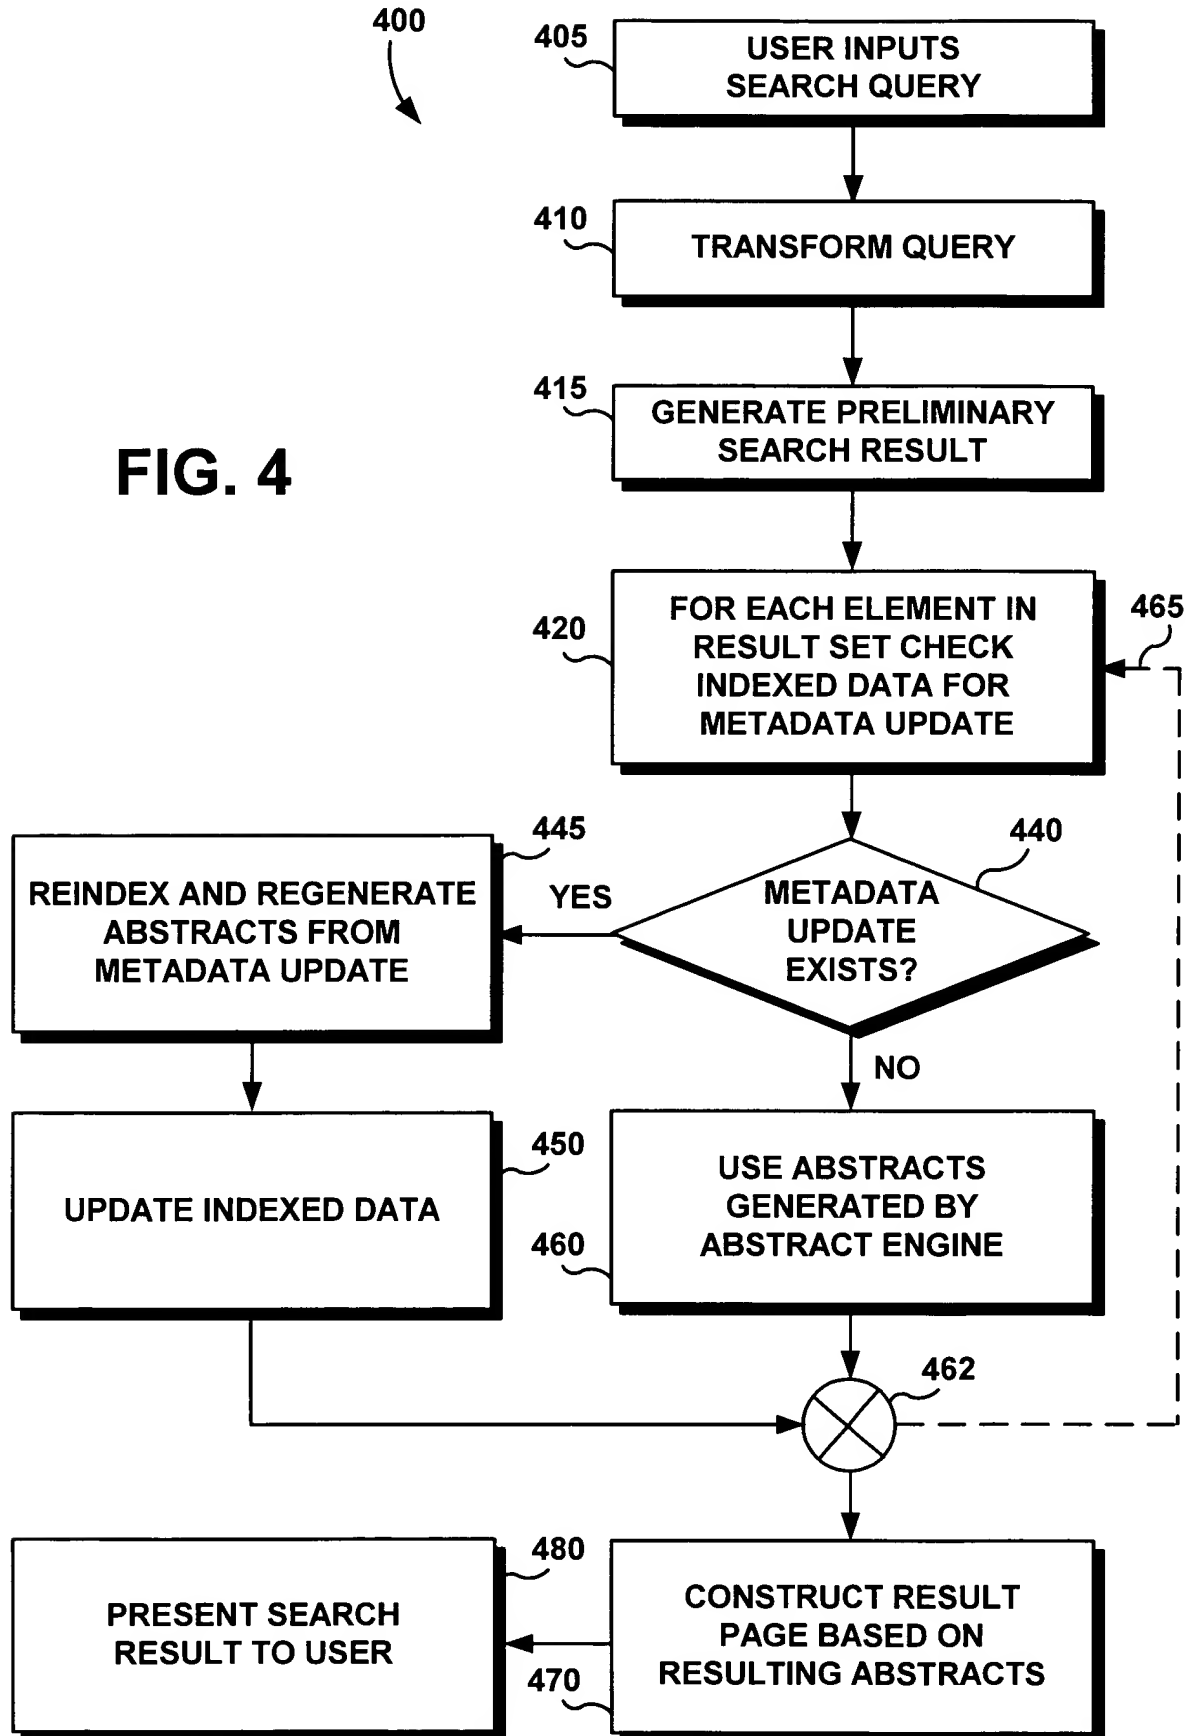 400
405
USER INPUTS
SEARCH QUERY
410
TRANSFORM QUERY
415
GENERATE PRELIMINARY
SEARCH RESULT
FIG. 4
420
FOR EACH ELEMENT IN
RESULT SET CHECK
INDEXED DATA FOR
METADATA UPDATE
465
440
METADATA
UPDATE
EXISTS?
YES
445
REINDEX AND REGENERATE
ABSTRACTS FROM
METADATA UPDATE
NO
450
UPDATE INDEXED DATA
460
USE ABSTRACTS
GENERATED BY
ABSTRACT ENGINE
462
470
CONSTRUCT RESULT
PAGE BASED ON
RESULTING ABSTRACTS
480
PRESENT SEARCH
RESULT TO USER